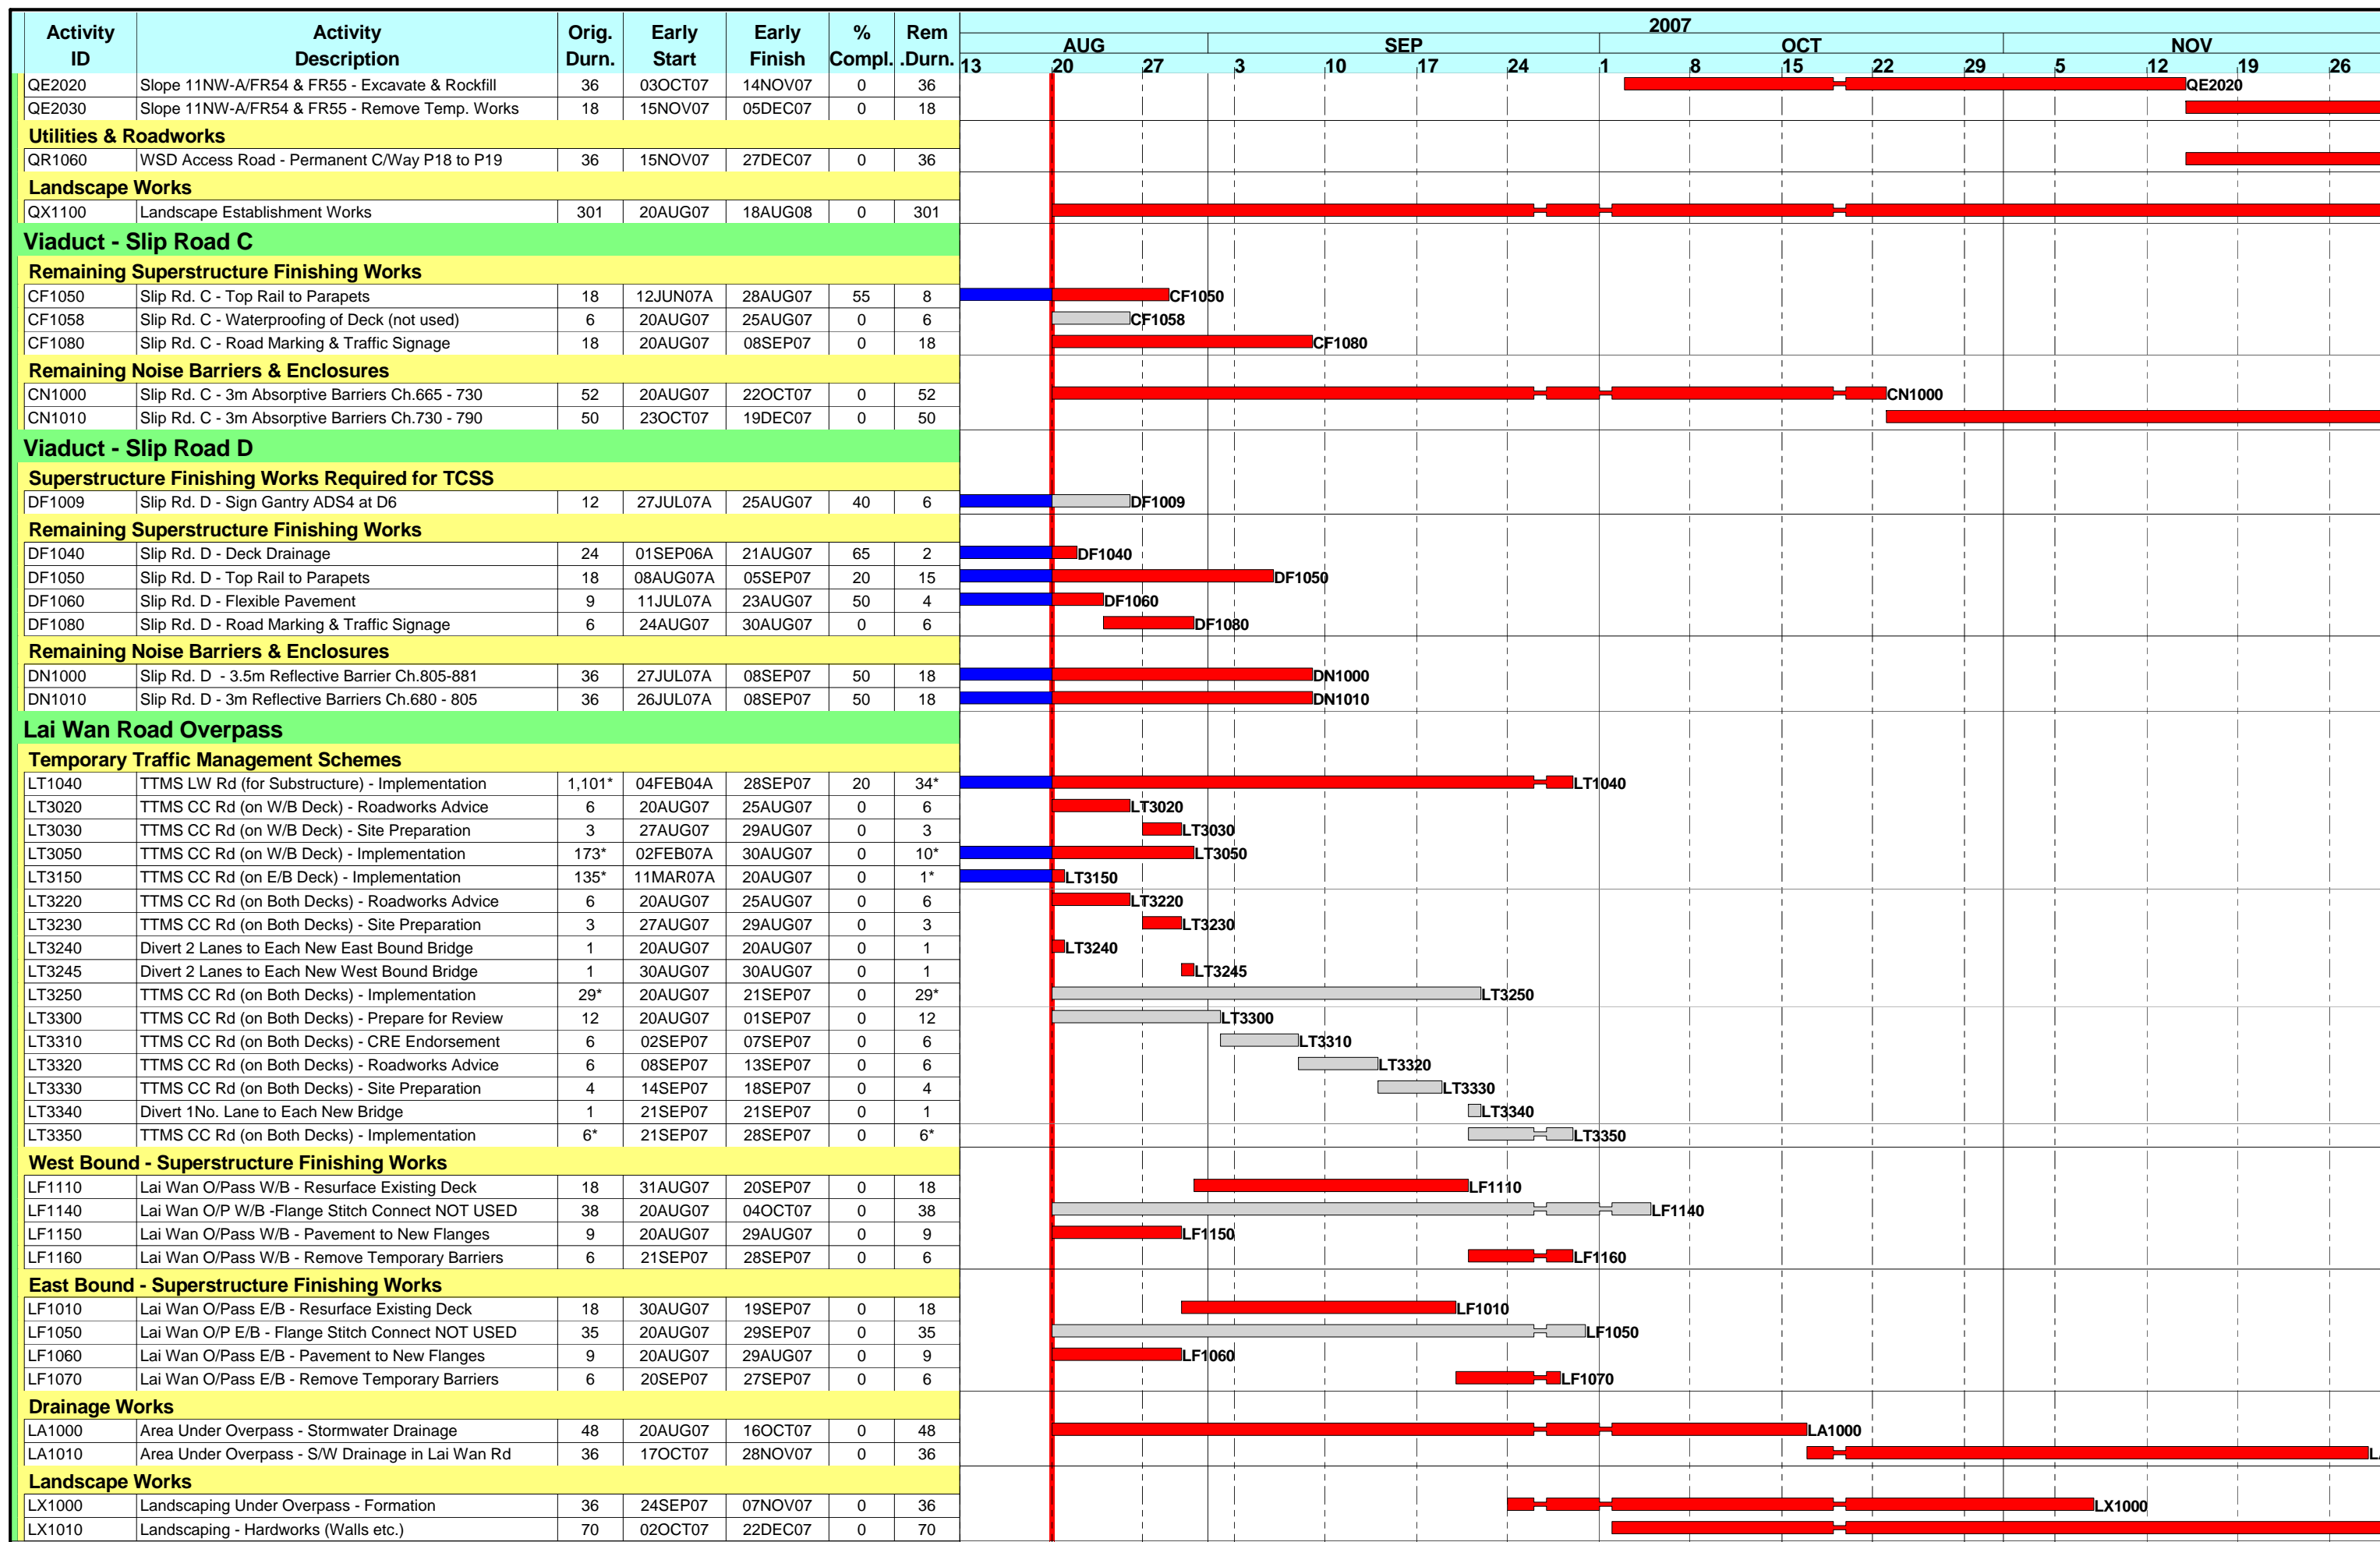 2007
Activity Activity Orig. Early Early % Rem AUG SEP OCT NOV
ID Description Durn. Start Finish Compl. .Durn. 13 20 27 3 10 17 24 1 8 15 22 29 5 12 19 26
QE2020 Slope 11NW-A/FR54 & FR55 - Excavate & Rockfill 36 03OCT07 14NOV07 0 36 QE2020
QE2030 Slope 11NW-A/FR54 & FR55 - Remove Temp. Works 18 15NOV07 05DEC07 0 18
Utilities & Roadworks
QR1060 WSD Access Road - Permanent C/Way P18 to P19 36 15NOV07 27DEC07 0 36
Landscape Works
QX1100 Landscape Establishment Works 301 20AUG07 18AUG08 0 301
Viaduct - Slip Road C
Remaining Superstructure Finishing Works
CF1050 Slip Rd. C - Top Rail to Parapets 18 12JUN07A 28AUG07 55 8 CF1050
CF1058 Slip Rd. C - Waterproofing of Deck (not used) 6 20AUG07 25AUG07 0 6 CF1058
CF1080 Slip Rd. C - Road Marking & Traffic Signage 18 20AUG07 08SEP07 0 18 CF1080
Remaining Noise Barriers & Enclosures
CN1000 Slip Rd. C - 3m Absorptive Barriers Ch.665 - 730 52 20AUG07 22OCT07 0 52 CN1000
CN1010 Slip Rd. C - 3m Absorptive Barriers Ch.730 - 790 50 23OCT07 19DEC07 0 50
Viaduct - Slip Road D
Superstructure Finishing Works Required for TCSS
DF1009 Slip Rd. D - Sign Gantry ADS4 at D6 12 27JUL07A 25AUG07 40 6 DF1009
Remaining Superstructure Finishing Works
DF1040 Slip Rd. D - Deck Drainage 24 01SEP06A 21AUG07 65 2 DF1040
DF1050 Slip Rd. D - Top Rail to Parapets 18 08AUG07A 05SEP07 20 15 DF1050
DF1060 Slip Rd. D - Flexible Pavement 9 11JUL07A 23AUG07 50 4 DF1060
DF1080 Slip Rd. D - Road Marking & Traffic Signage 6 24AUG07 30AUG07 0 6 DF1080
Remaining Noise Barriers & Enclosures
DN1000 Slip Rd. D - 3.5m Reflective Barrier Ch.805-881 36 27JUL07A 08SEP07 50 18 DN1000
DN1010 Slip Rd. D - 3m Reflective Barriers Ch.680 - 805 36 26JUL07A 08SEP07 50 18 DN1010
Lai Wan Road Overpass
Temporary Traffic Management Schemes
LT1040 TTMS LW Rd (for Substructure) - Implementation 1,101* 04FEB04A 28SEP07 20 34* LT1040
LT3020 TTMS CC Rd (on W/B Deck) - Roadworks Advice 6 20AUG07 25AUG07 0 6 LT3020
LT3030 TTMS CC Rd (on W/B Deck) - Site Preparation 3 27AUG07 29AUG07 0 3 LT3030
LT3050 TTMS CC Rd (on W/B Deck) - Implementation 173* 02FEB07A 30AUG07 0 10* LT3050
LT3150 TTMS CC Rd (on E/B Deck) - Implementation 135* 11MAR07A 20AUG07 0 1* LT3150
LT3220 TTMS CC Rd (on Both Decks) - Roadworks Advice 6 20AUG07 25AUG07 0 6 LT3220
LT3230 TTMS CC Rd (on Both Decks) - Site Preparation 3 27AUG07 29AUG07 0 3 LT3230
LT3240 Divert 2 Lanes to Each New East Bound Bridge 1 20AUG07 20AUG07 0 1 LT3240
LT3245 Divert 2 Lanes to Each New West Bound Bridge 1 30AUG07 30AUG07 0 1 LT3245
LT3250 TTMS CC Rd (on Both Decks) - Implementation 29* 20AUG07 21SEP07 0 29* LT3250
LT3300 TTMS CC Rd (on Both Decks) - Prepare for Review 12 20AUG07 01SEP07 0 12 LT3300
LT3310 TTMS CC Rd (on Both Decks) - CRE Endorsement 6 02SEP07 07SEP07 0 6 LT3310
LT3320 TTMS CC Rd (on Both Decks) - Roadworks Advice 6 08SEP07 13SEP07 0 6 LT3320
LT3330 TTMS CC Rd (on Both Decks) - Site Preparation 4 14SEP07 18SEP07 0 4 LT3330
LT3340 Divert 1No. Lane to Each New Bridge 1 21SEP07 21SEP07 0 1 LT3340
LT3350 TTMS CC Rd (on Both Decks) - Implementation 6* 21SEP07 28SEP07 0 6* LT3350
West Bound - Superstructure Finishing Works
LF1110 Lai Wan O/Pass W/B - Resurface Existing Deck 18 31AUG07 20SEP07 0 18 LF1110
LF1140 Lai Wan O/P W/B -Flange Stitch Connect NOT USED 38 20AUG07 04OCT07 0 38 LF1140
LF1150 Lai Wan O/Pass W/B - Pavement to New Flanges 9 20AUG07 29AUG07 0 9 LF1150
LF1160 Lai Wan O/Pass W/B - Remove Temporary Barriers 6 21SEP07 28SEP07 0 6 LF1160
East Bound - Superstructure Finishing Works
LF1010 Lai Wan O/Pass E/B - Resurface Existing Deck 18 30AUG07 19SEP07 0 18 LF1010
LF1050 Lai Wan O/P E/B - Flange Stitch Connect NOT USED 35 20AUG07 29SEP07 0 35 LF1050
LF1060 Lai Wan O/Pass E/B - Pavement to New Flanges 9 20AUG07 29AUG07 0 9 LF1060
LF1070 Lai Wan O/Pass E/B - Remove Temporary Barriers 6 20SEP07 27SEP07 0 6 LF1070
Drainage Works
LA1000 Area Under Overpass - Stormwater Drainage 48 20AUG07 16OCT07 0 48 LA1000
LA1010 Area Under Overpass - S/W Drainage in Lai Wan Rd 36 17OCT07 28NOV07 0 36
Landscape Works
LX1000 Landscaping Under Overpass - Formation 36 24SEP07 07NOV07 0 36 LX1000
LX1010 Landscaping - Hardworks (Walls etc.) 70 02OCT07 22DEC07 0 70